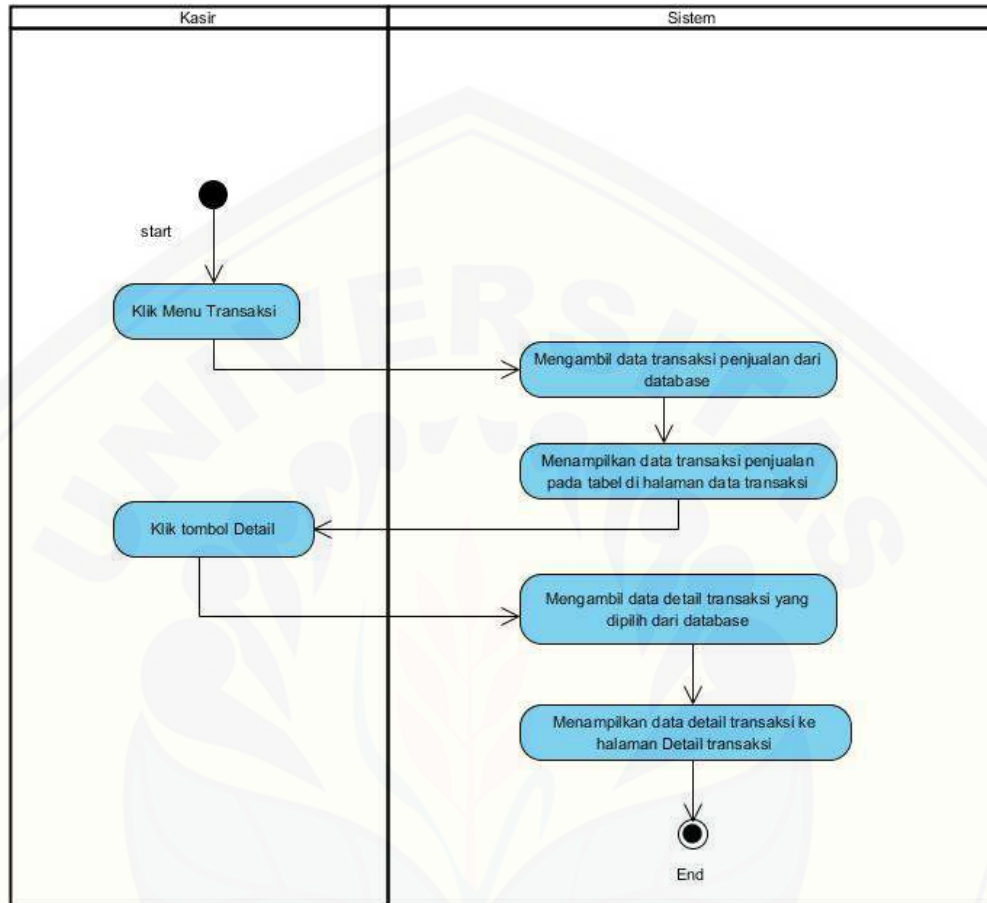 Kasir
Sistem
start
Klik Menu Transaksi
Mengambil data transaksi penjualan dari
database
Menampilkan data transaksi penjualan
pada tabel di halaman data transaksi
Klik tombol Detail
Mengambil data detail transaksi yang
dipilih dari database
Menampilkan data detail transaksi ke
halaman Detail transaksi
End
UNIVERSITAS